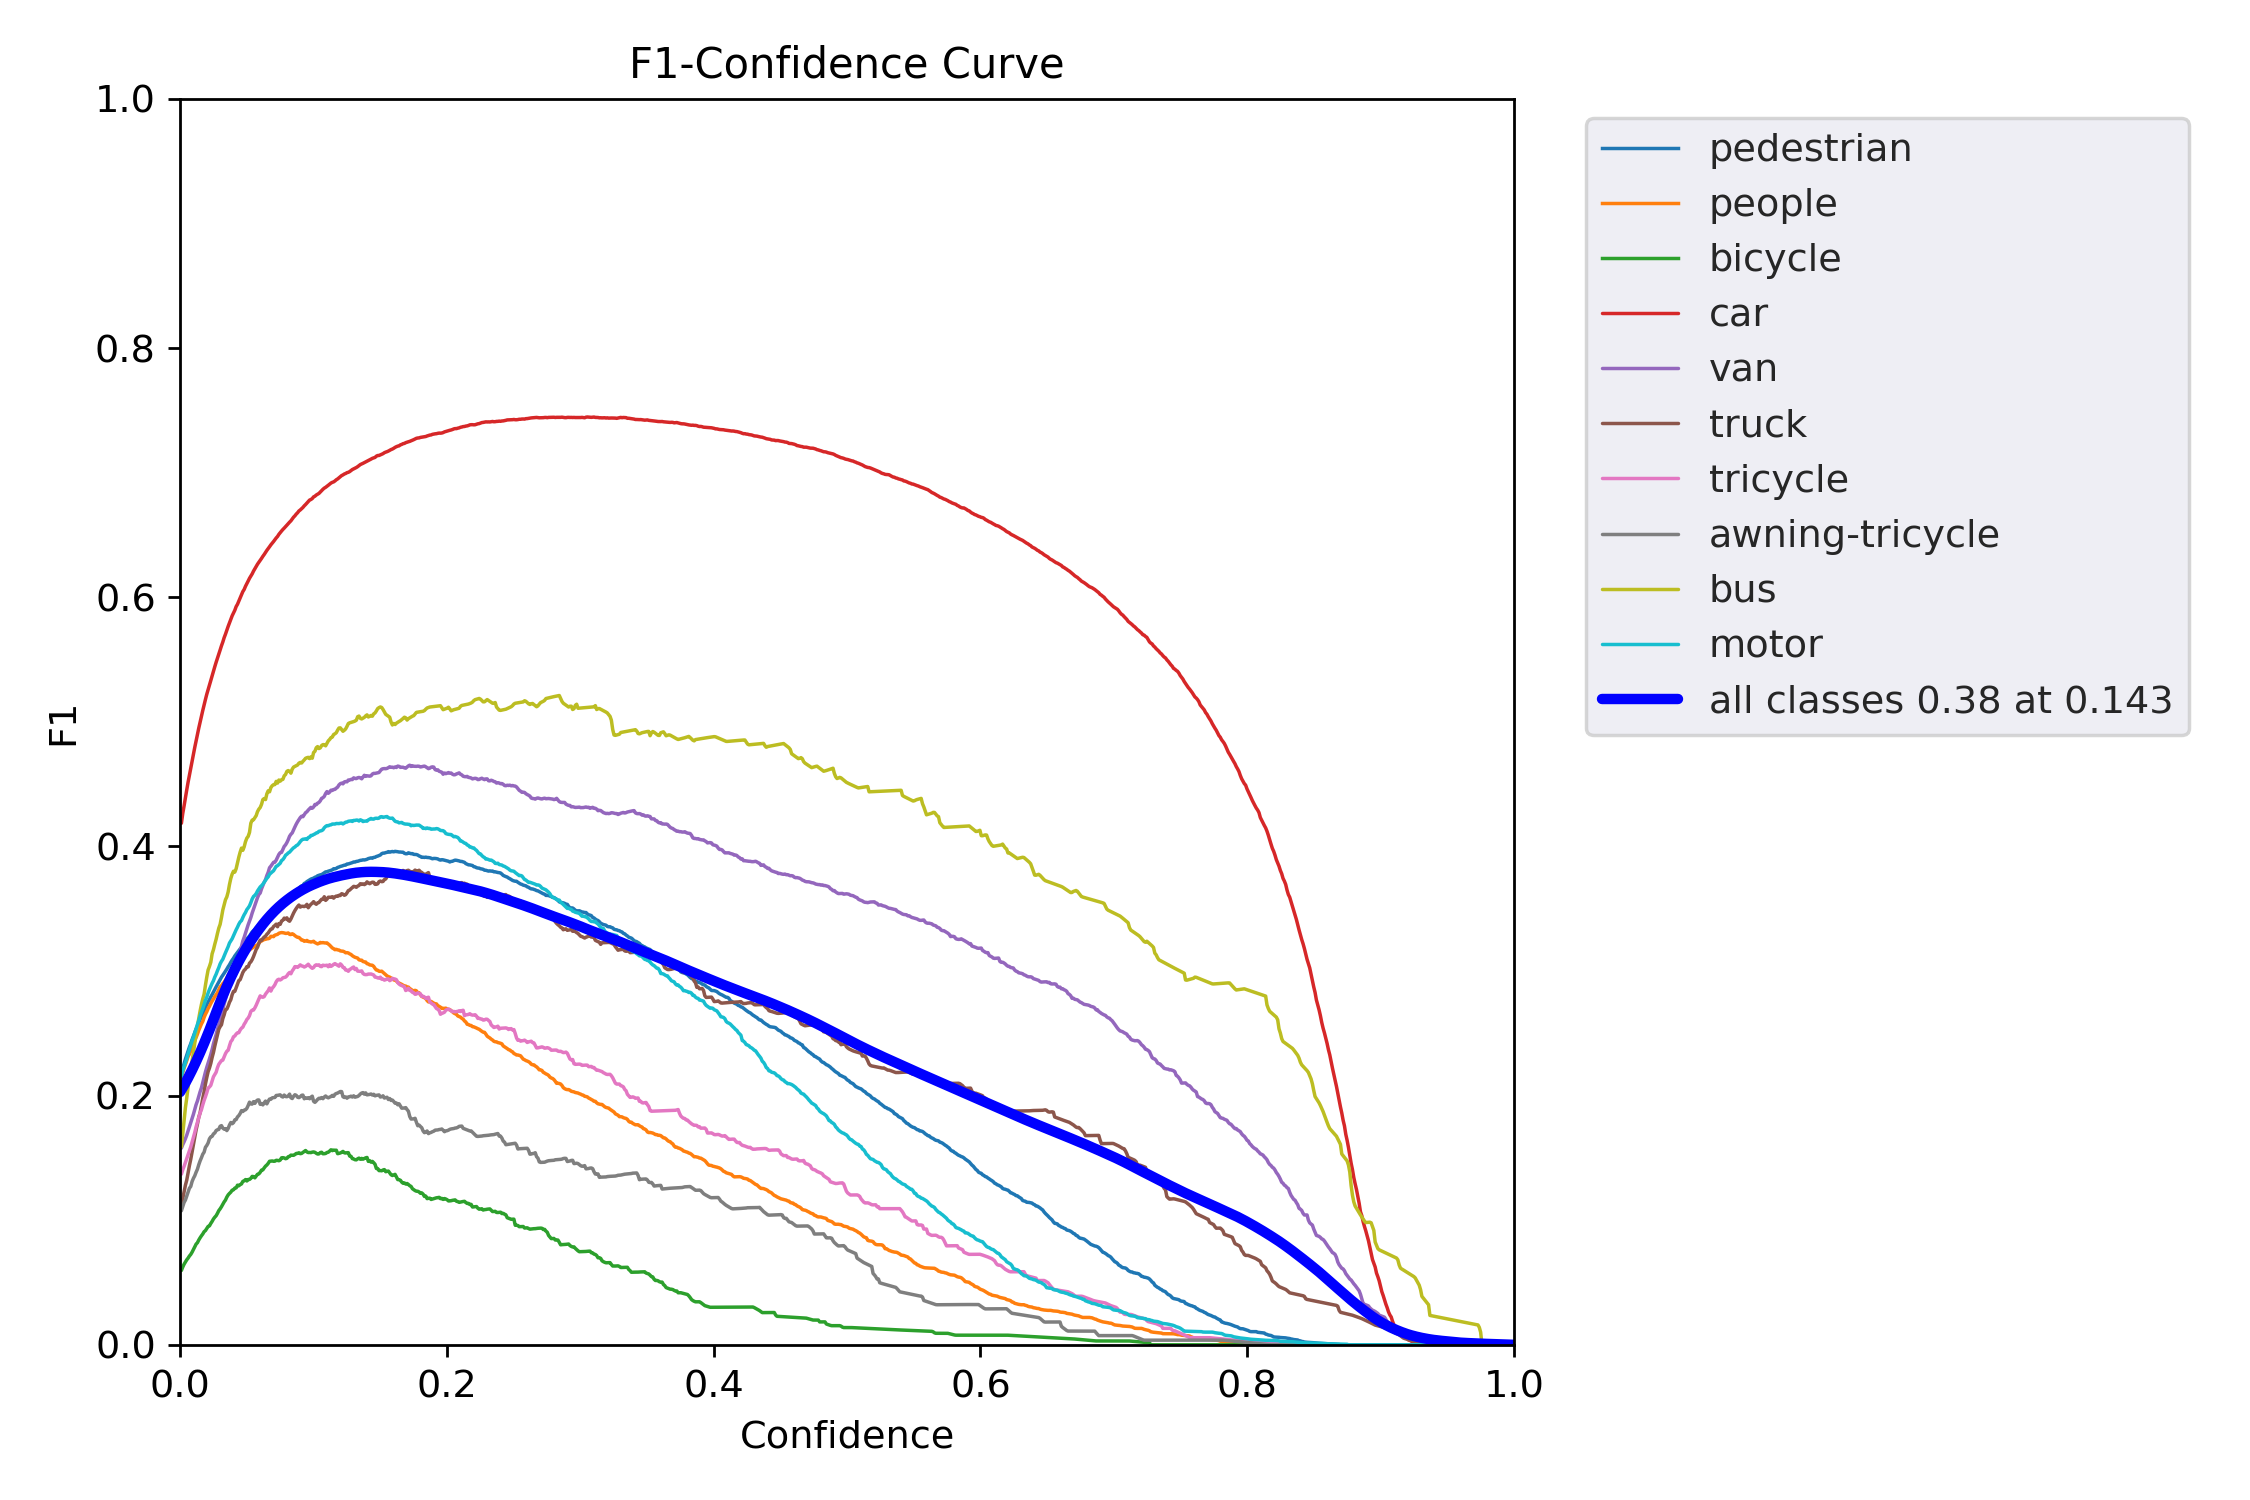 F1-Confidence Curve
1.0
0.8
0.6
0.4
0.2
0.0
F1
0.0 0.2 0.4 0.6 0.8 1.0
Confidence
pedestrian
people
bicycle
car
van
truck
tricycle
awning-tricycle
bus
motor
all classes 0.38 at 0.143